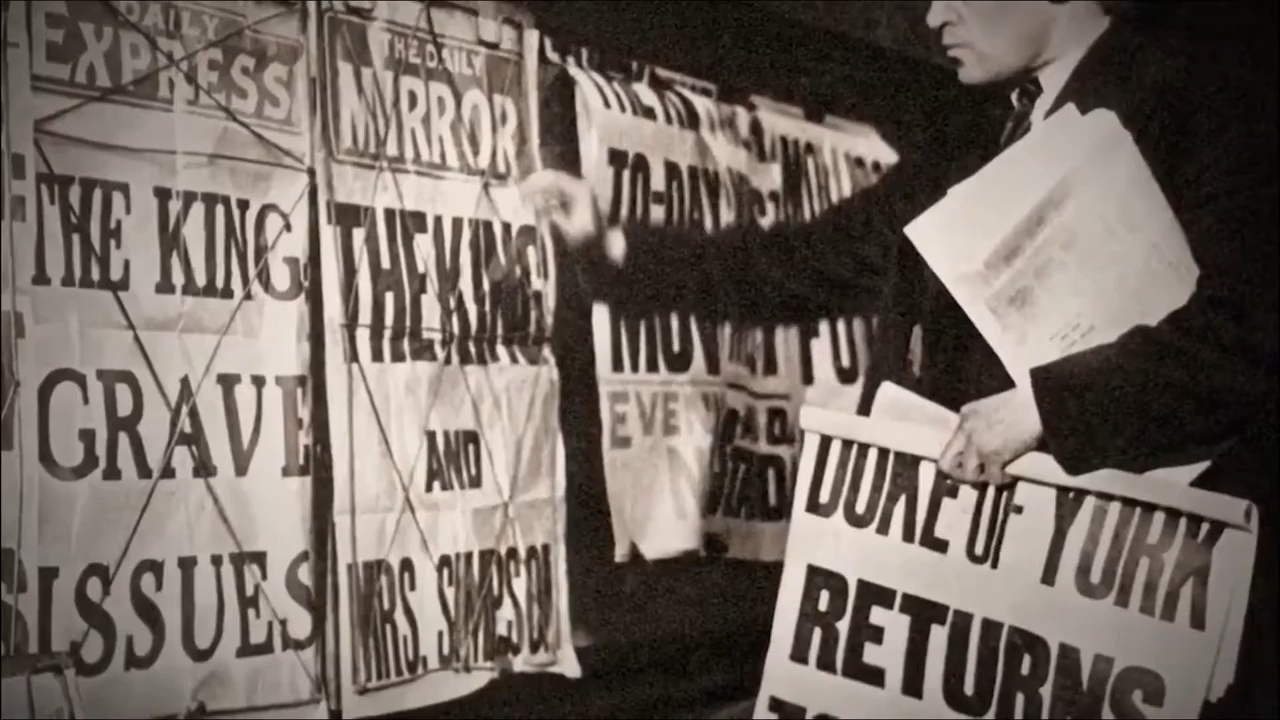 DAILY
EXPRESS
THE KING
GRAVE
ISSUES
THE DAILY
MIRROR
THE KING
AND
MRS. SIMPSON
TO-DAY
DUKE OF YORK
RETURNS